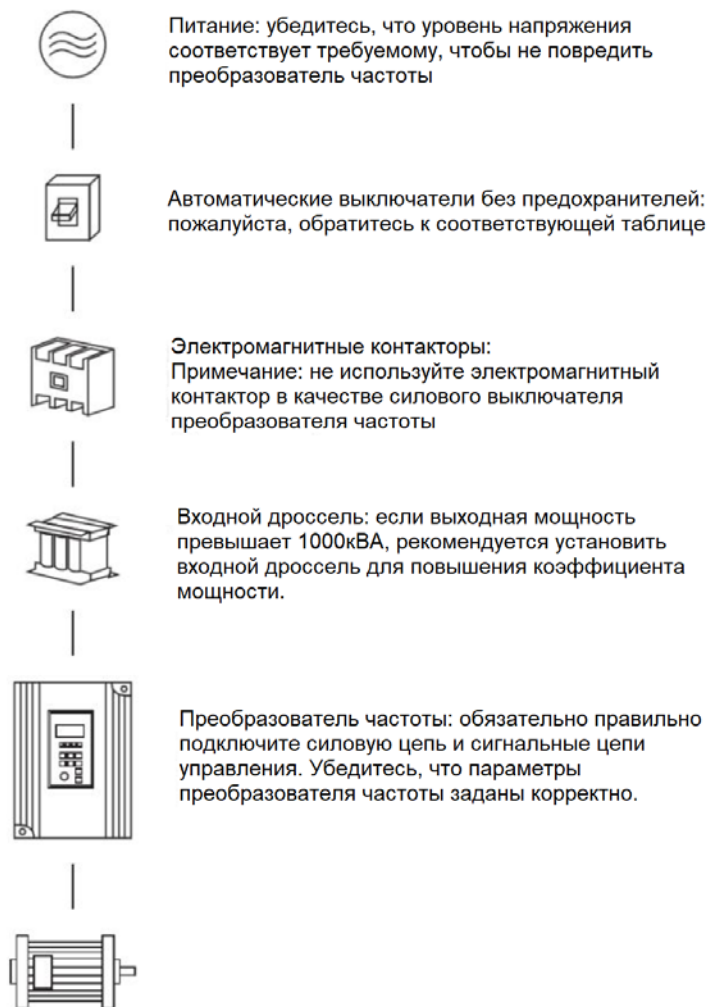 Питание: убедитесь, что уровень напряжения
соответствует требуемому, чтобы не повредить
преобразователь частоты
Автоматические выключатели без предохранителей:
пожалуйста, обратитесь к соответствующей таблице
Электромагнитные контакторы:
Примечание: не используйте электромагнитный
контактор в качестве силового выключателя
преобразователя частоты
Входной дроссель: если выходная мощность
превышает 1000кВА, рекомендуется установить
входной дроссель для повышения коэффициента
мощности.
Преобразователь частоты: обязательно правильно
подключите силовую цепь и сигнальные цепи
управления. Убедитесь, что параметры
преобразователя частоты заданы корректно.